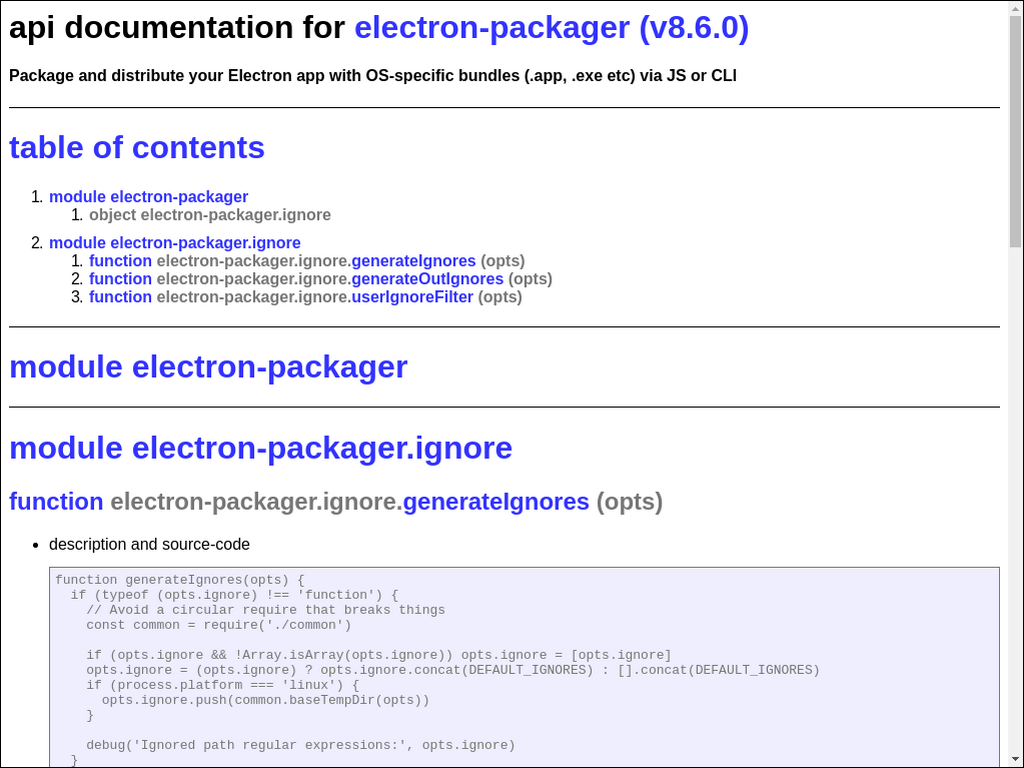 api documentation for electron-packager (v8.6.0)
Package and distribute your Electron app with OS-specific bundles (.app, .exe etc) via JS or CLI
table of contents
1. module electron-packager
1. object electron-packager.ignore
2. module electron-packager.ignore
1. function electron-packager.ignore.generateIgnores (opts)
2. function electron-packager.ignore.generateOutIgnores (opts)
3. function electron-packager.ignore.userIgnoreFilter (opts)
module electron-packager
module electron-packager.ignore
function electron-packager.ignore.generateIgnores (opts)
• description and source-code
function generateIgnores(opts) {
  if (typeof (opts.ignore) !== 'function') {
    // Avoid a circular require that breaks things
    const common = require('./common')
    if (opts.ignore && !Array.isArray(opts.ignore)) opts.ignore = [opts.ignore]
    opts.ignore = (opts.ignore) ? opts.ignore.concat(DEFAULT_IGNORES) : [].concat(DEFAULT_IGNORES)
    if (process.platform === 'linux') {
      opts.ignore.push(common.baseTempDir(opts))
    }
    debug('Ignored path regular expressions:', opts.ignore)
  }